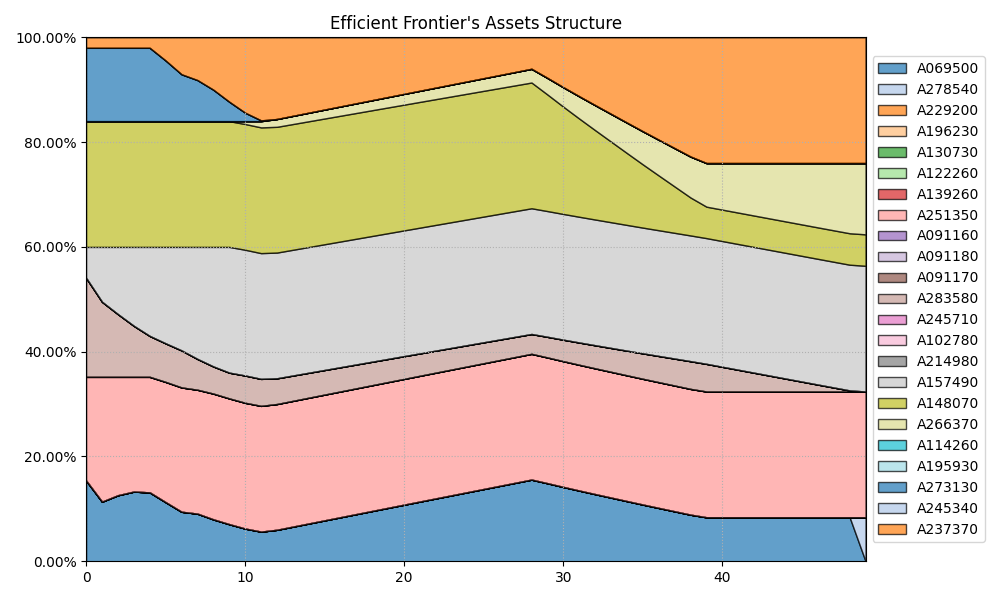 Efficient Frontier's Assets Structure
100.00%
80.00%
60.00%
40.00%
20.00%
0.00%
0
10
20
30
40
A069500
A278540
A229200
A196230
A130730
A122260
A139260
A251350
A091160
A091180
A091170
A283580
A245710
A102780
A214980
A157490
A148070
A266370
A114260
A195930
A273130
A245340
A237370